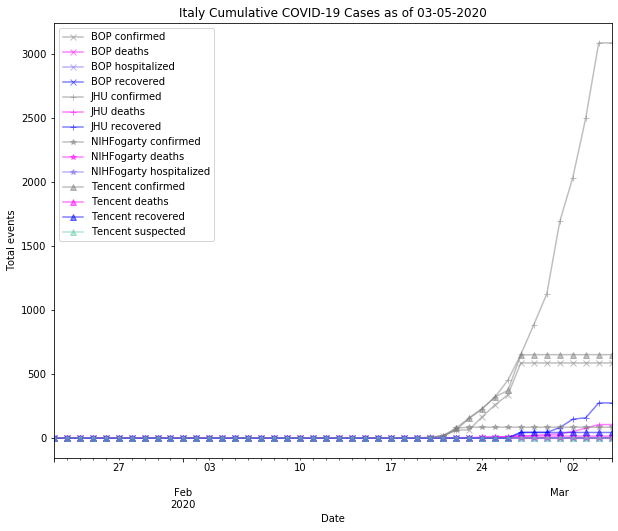 Italy Cumulative COVID-19 Cases as of 03-05-2020
BOP confirmed
BOP deaths
BOP hospitalized
BOP recovered
JHU confirmed
JHU deaths
JHU recovered
NIHFogarty confirmed
NIHFogarty deaths
NIHFogarty hospitalized
Tencent confirmed
Tencent deaths
Tencent recovered
Tencent suspected
3000
2500
2000
1500
1000
500
0
Total events
27 03 10 17 24 02
Feb Mar
2020
Date